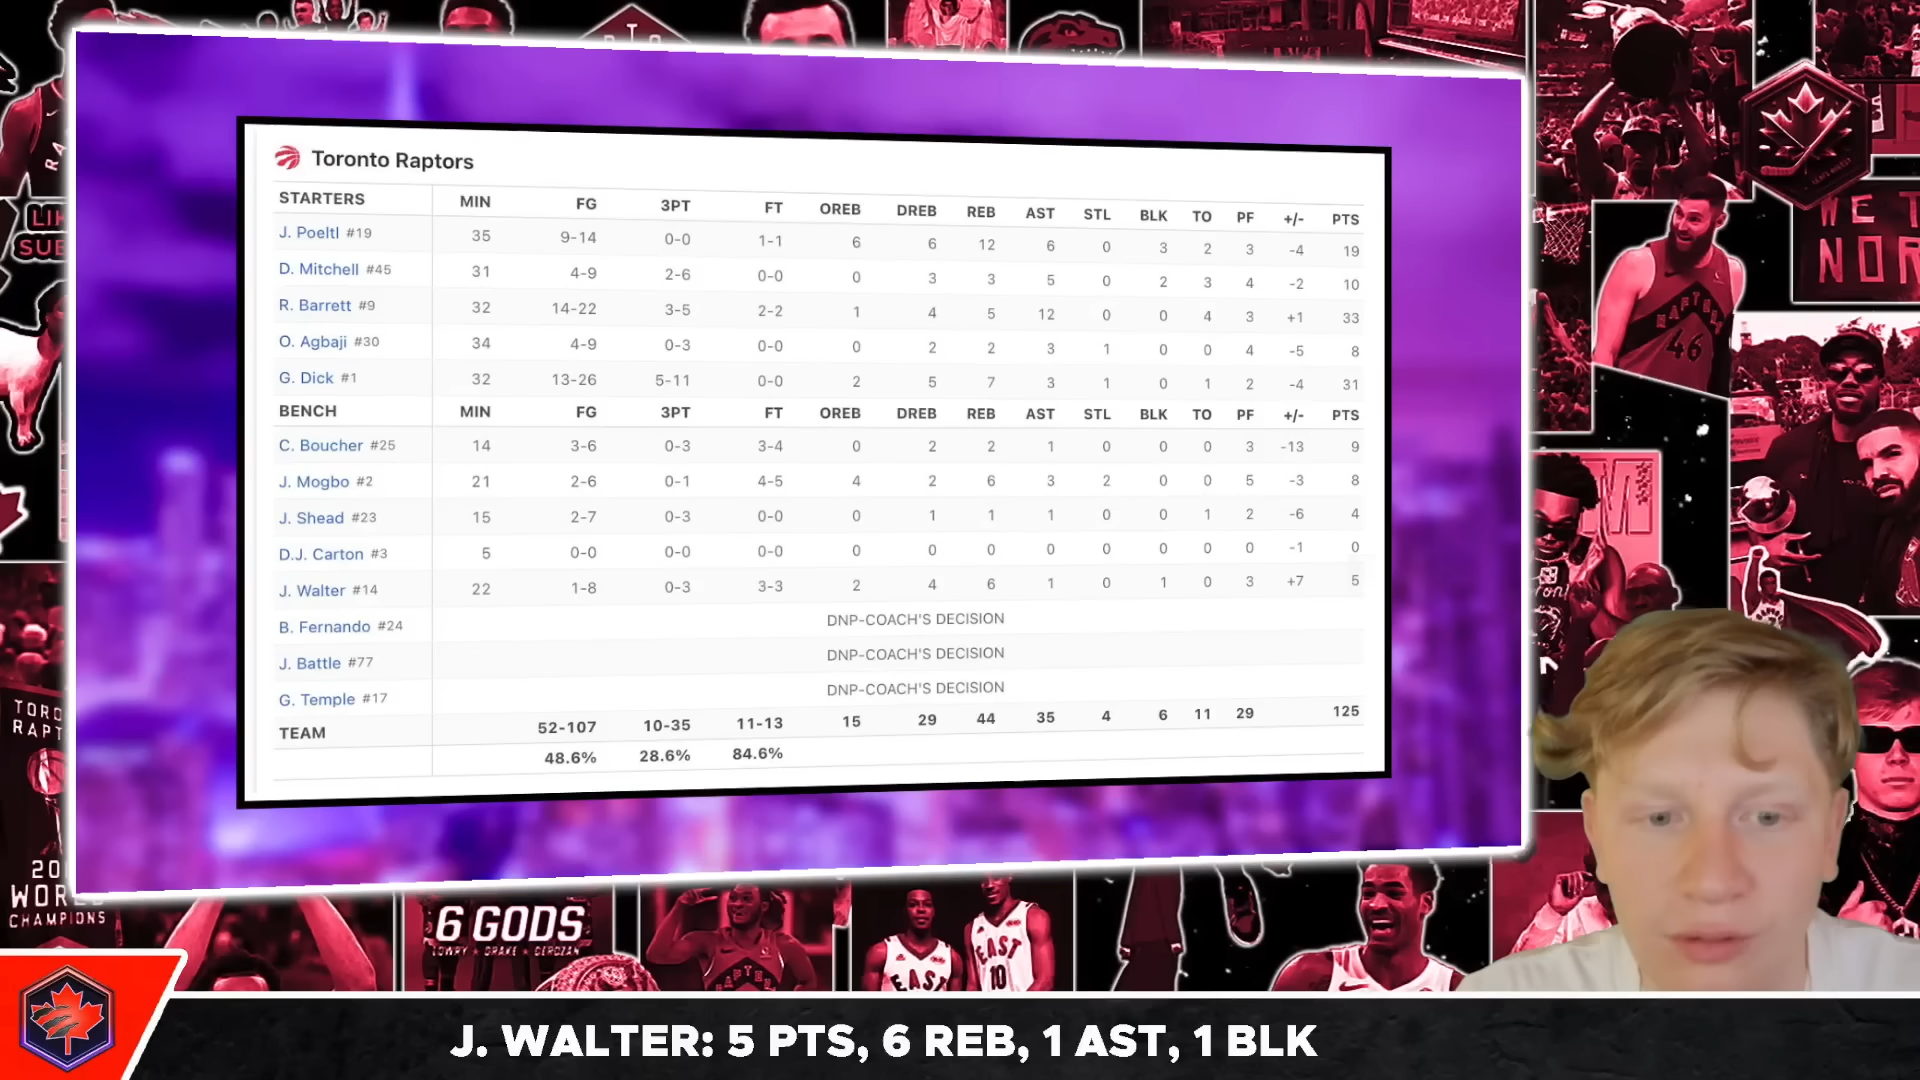 Toronto Raptors
STARTERS MIN FG 3PT FT OREB DREB REB AST STL BLK TO PF +/- PTS
J. Poeltl #19 35 9-14 0-0 1-1 6 6 12 6 0 3 2 3 -4 19
D. Mitchell #45 31 4-9 2-6 0-0 0 3 3 5 0 2 3 4 -2 10
R. Barrett #9 32 14-22 3-5 2-2 1 4 5 12 0 0 4 3 +1 33
O. Agbaji #30 34 4-9 0-3 0-0 0 2 2 3 1 0 0 4 -5 8
G. Dick #1 32 13-26 5-11 0-0 2 5 7 3 1 0 1 2 -4 31
BENCH MIN FG 3PT FT OREB DREB REB AST STL BLK TO PF +/- PTS
C. Boucher #25 14 3-6 0-3 3-4 0 2 2 1 0 0 0 3 -13 9
J. Mogbo #2 21 2-6 0-1 4-5 4 2 6 3 2 0 0 5 -3 8
J. Shead #23 15 2-7 0-3 0-0 0 1 1 1 0 0 1 2 -6 4
D.J. Carton #3 5 0-0 0-0 0-0 0 0 0 0 0 0 0 0 -1 0
J. Walter #14 22 1-8 0-3 3-3 2 4 6 1 0 1 0 3 +7 5
B. Fernando #24 DNP-COACH'S DECISION
J. Battle #77 DNP-COACH'S DECISION
G. Temple #17 DNP-COACH'S DECISION
TEAM 52-107 10-35 11-13 15 29 44 35 4 6 11 29 125
48.6% 28.6% 84.6%
WE T
NOR
46
CHAMPIONS
6 GODS
LOWRY DRAKE DEROZAN
EAST
EAST
10
J. WALTER: 5 PTS, 6 REB, 1 AST, 1 BLK